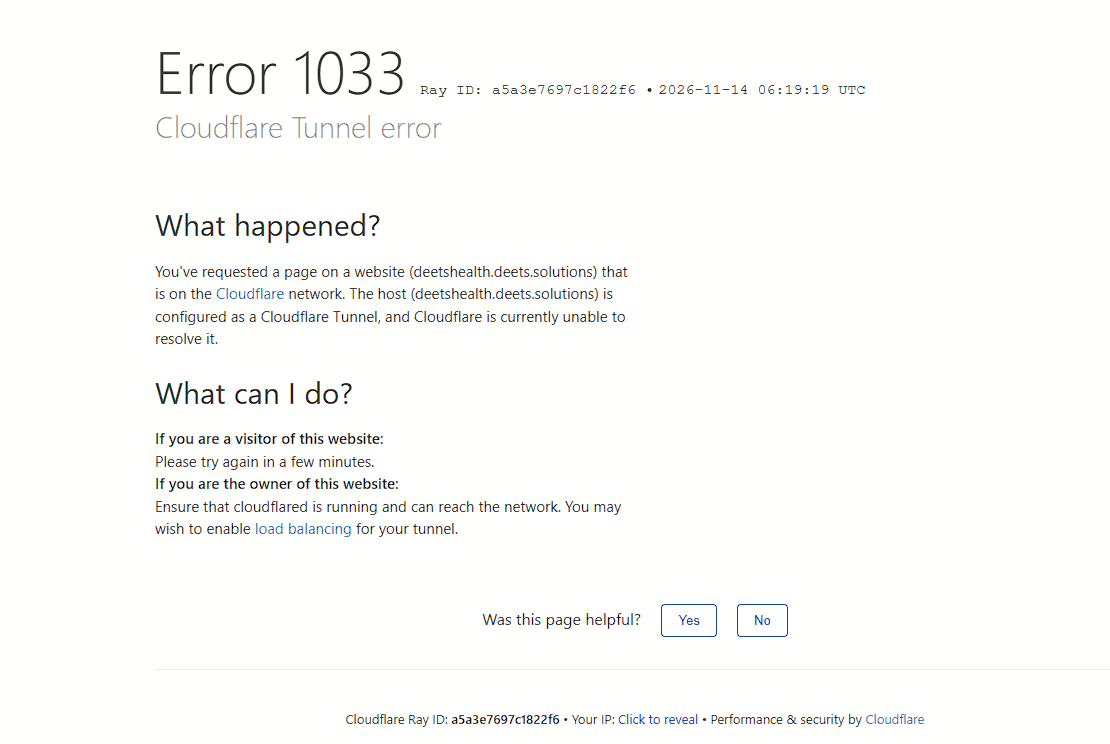 Error 1033 Ray ID: a5a3e7697c1822f6 • 2026-11-14 06:19:19 UTC
Cloudflare Tunnel error
What happened?
You've requested a page on a website (deetshealth.deets.solutions) that
is on the Cloudflare network. The host (deetshealth.deets.solutions) is
configured as a Cloudflare Tunnel, and Cloudflare is currently unable to
resolve it.
What can I do?
If you are a visitor of this website:
Please try again in a few minutes.
If you are the owner of this website:
Ensure that cloudflared is running and can reach the network. You may
wish to enable load balancing for your tunnel.
Was this page helpful? Yes No
Cloudflare Ray ID: a5a3e7697c1822f6 • Your IP: Click to reveal • Performance & security by Cloudflare